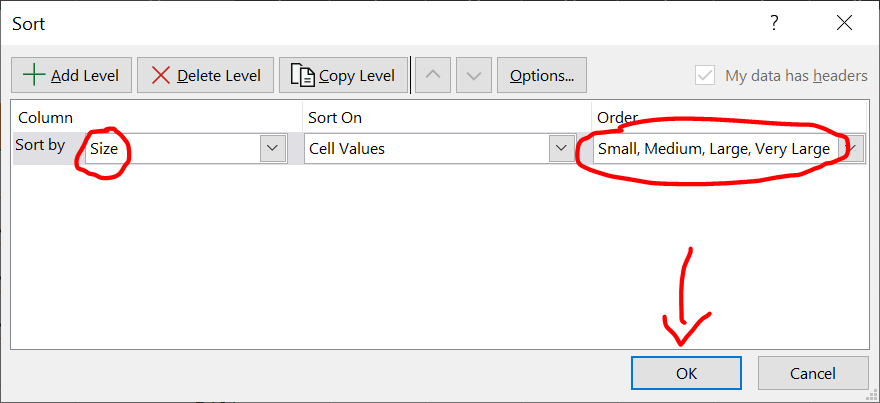 Sort ?
Add Level Delete Level Copy Level Options... My data has headers
Column Sort On Order
Sort by Size Cell Values Small, Medium, Large, Very Large
OK Cancel